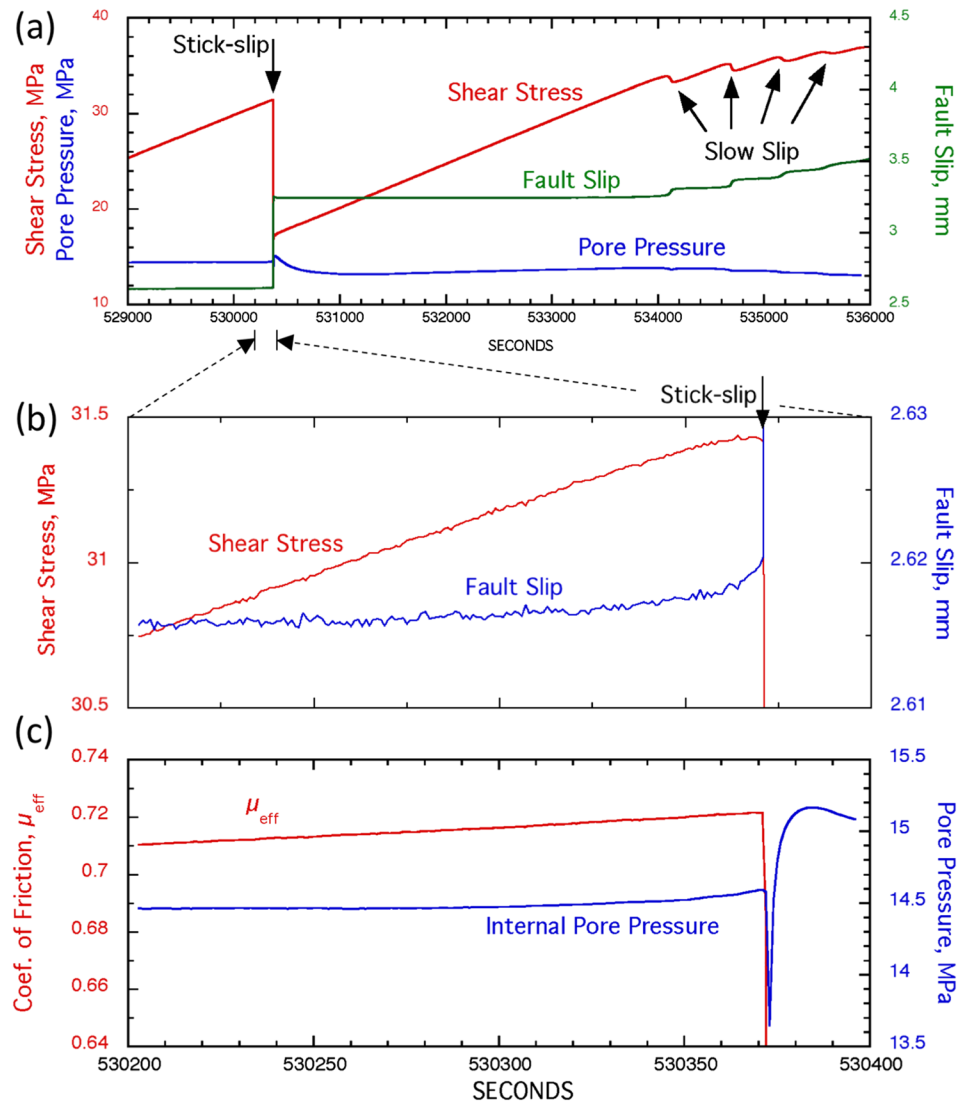 (a)
40
30
20
10
Shear Stress, MPa
Pore Pressure, MPa
Stick-slip
Shear Stress
Slow Slip
Fault Slip
Pore Pressure
4.5
4
3.5
3
2.5
Fault Slip, mm
529000 530000 531000 532000 533000 534000 535000 536000
SECONDS
(b)
31.5
31
30.5
Shear Stress, MPa
Stick-slip
Shear Stress
Fault Slip
2.63
2.62
2.61
Fault Slip, mm
(c)
0.74
0.72
0.7
0.68
0.66
0.64
Coef. of Friction, μeff
μeff
Internal Pore Pressure
15.5
15
14.5
14
13.5
Pore Pressure, MPa
530200 530250 530300 530350 530400
SECONDS